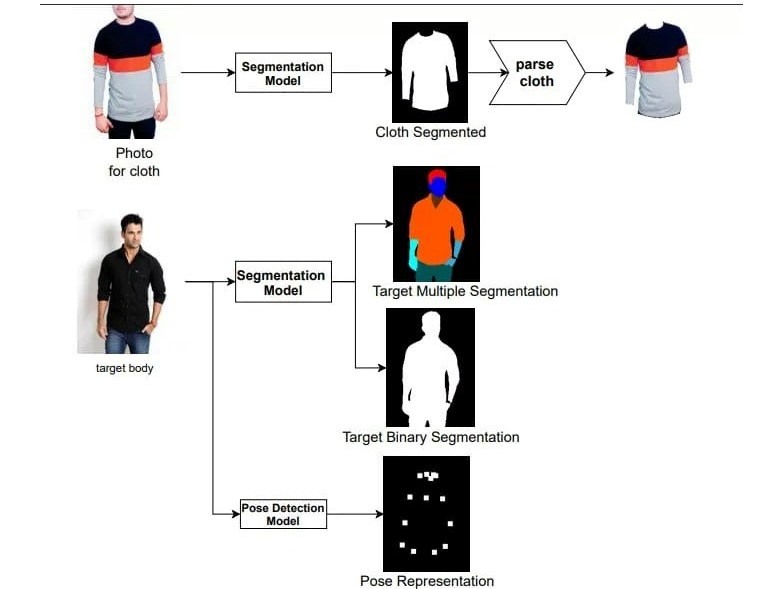 Segmentation
Model
parse
cloth
Cloth Segmented
Photo
for cloth
Segmentation
Model
Target Multiple Segmentation
target body
Target Binary Segmentation
Pose Detection
Model
Pose Representation